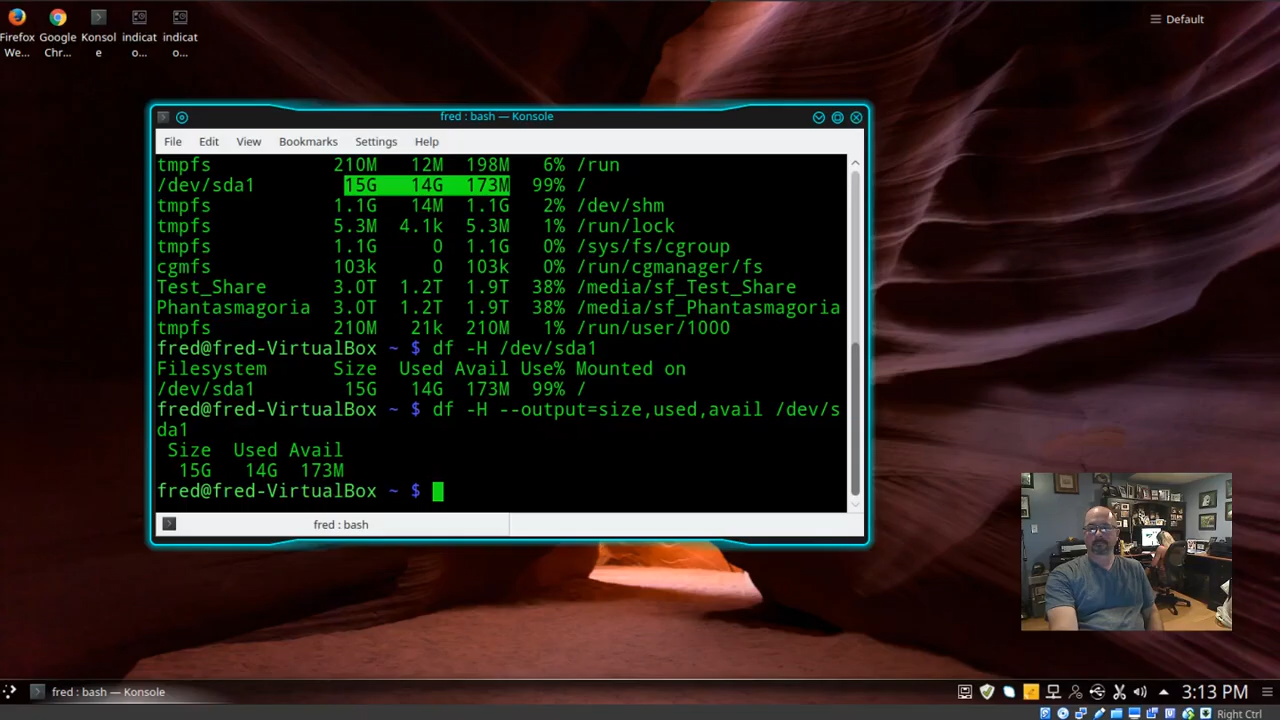 Firefox We...
Google Chr...
Konsol e
indicat o...
indicat o...
Default
fred : bash — Konsole
File Edit View Bookmarks Settings Help
tmpfs 210M 12M 198M 6% /run
/dev/sda1 15G 14G 173M 99% /
tmpfs 1.1G 14M 1.1G 2% /dev/shm
tmpfs 5.3M 4.1k 5.3M 1% /run/lock
tmpfs 1.1G 0 1.1G 0% /sys/fs/cgroup
cgmfs 103k 0 103k 0% /run/cgmanager/fs
Test_Share 3.0T 1.2T 1.9T 38% /media/sf_Test_Share
Phantasmagoria 3.0T 1.2T 1.9T 38% /media/sf_Phantasmagoria
tmpfs 210M 21k 210M 1% /run/user/1000
fred@fred-VirtualBox ~ $ df -H /dev/sda1
Filesystem Size Used Avail Use% Mounted on
/dev/sda1 15G 14G 173M 99% /
fred@fred-VirtualBox ~ $ df -H --output=size,used,avail /dev/s
da1
Size Used Avail
15G 14G 173M
fred@fred-VirtualBox ~ $
fred : bash
fred : bash — Konsole
3:13 PM
Right Ctrl